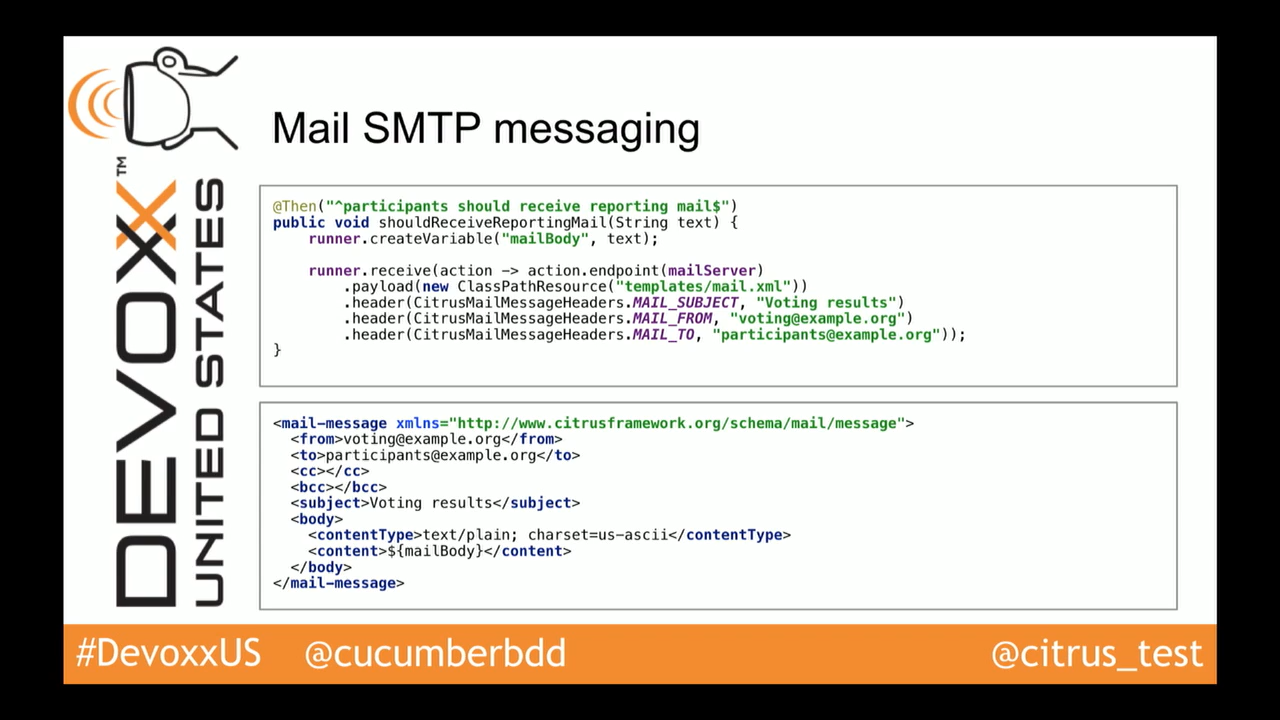 DEVOXX™
UNITED STATES
Mail SMTP messaging
@Then("^participants should receive reporting mail$")
public void shouldReceiveReportingMail(String text) {
    runner.createVariable("mailBody", text);
    runner.receive(action -> action.endpoint(mailServer)
        .payload(new ClassPathResource("templates/mail.xml"))
        .header(CitrusMailMessageHeaders.MAIL_SUBJECT, "Voting results")
        .header(CitrusMailMessageHeaders.MAIL_FROM, "voting@example.org")
        .header(CitrusMailMessageHeaders.MAIL_TO, "participants@example.org"));
}
<mail-message xmlns="http://www.citrusframework.org/schema/mail/message">
  <from>voting@example.org</from>
  <to>participants@example.org</to>
  <cc></cc>
  <bcc></bcc>
  <subject>Voting results</subject>
  <body>
    <contentType>text/plain; charset=us-ascii</contentType>
    <content>${mailBody}</content>
  </body>
</mail-message>
#DevoxxUS @cucumberbdd @citrus_test